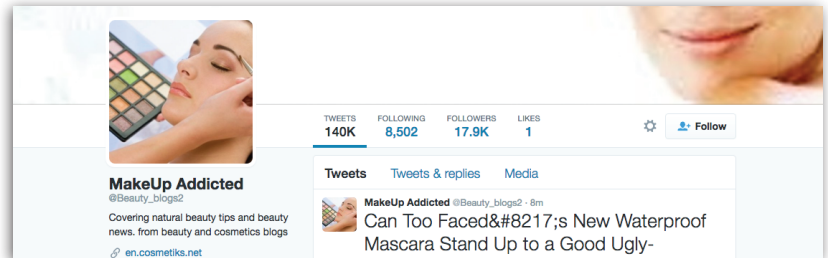 TWEETS FOLLOWING FOLLOWERS LIKES
140K 8,502 17.9K 1
Follow
Tweets Tweets & replies Media
MakeUp Addicted
@Beauty_blogs2
Covering natural beauty tips and beauty
news. from beauty and cosmetics blogs
en.cosmetiks.net
MakeUp Addicted @Beauty_blogs2 · 8m
Can Too Faced&#8217;s New Waterproof
Mascara Stand Up to a Good Ugly-